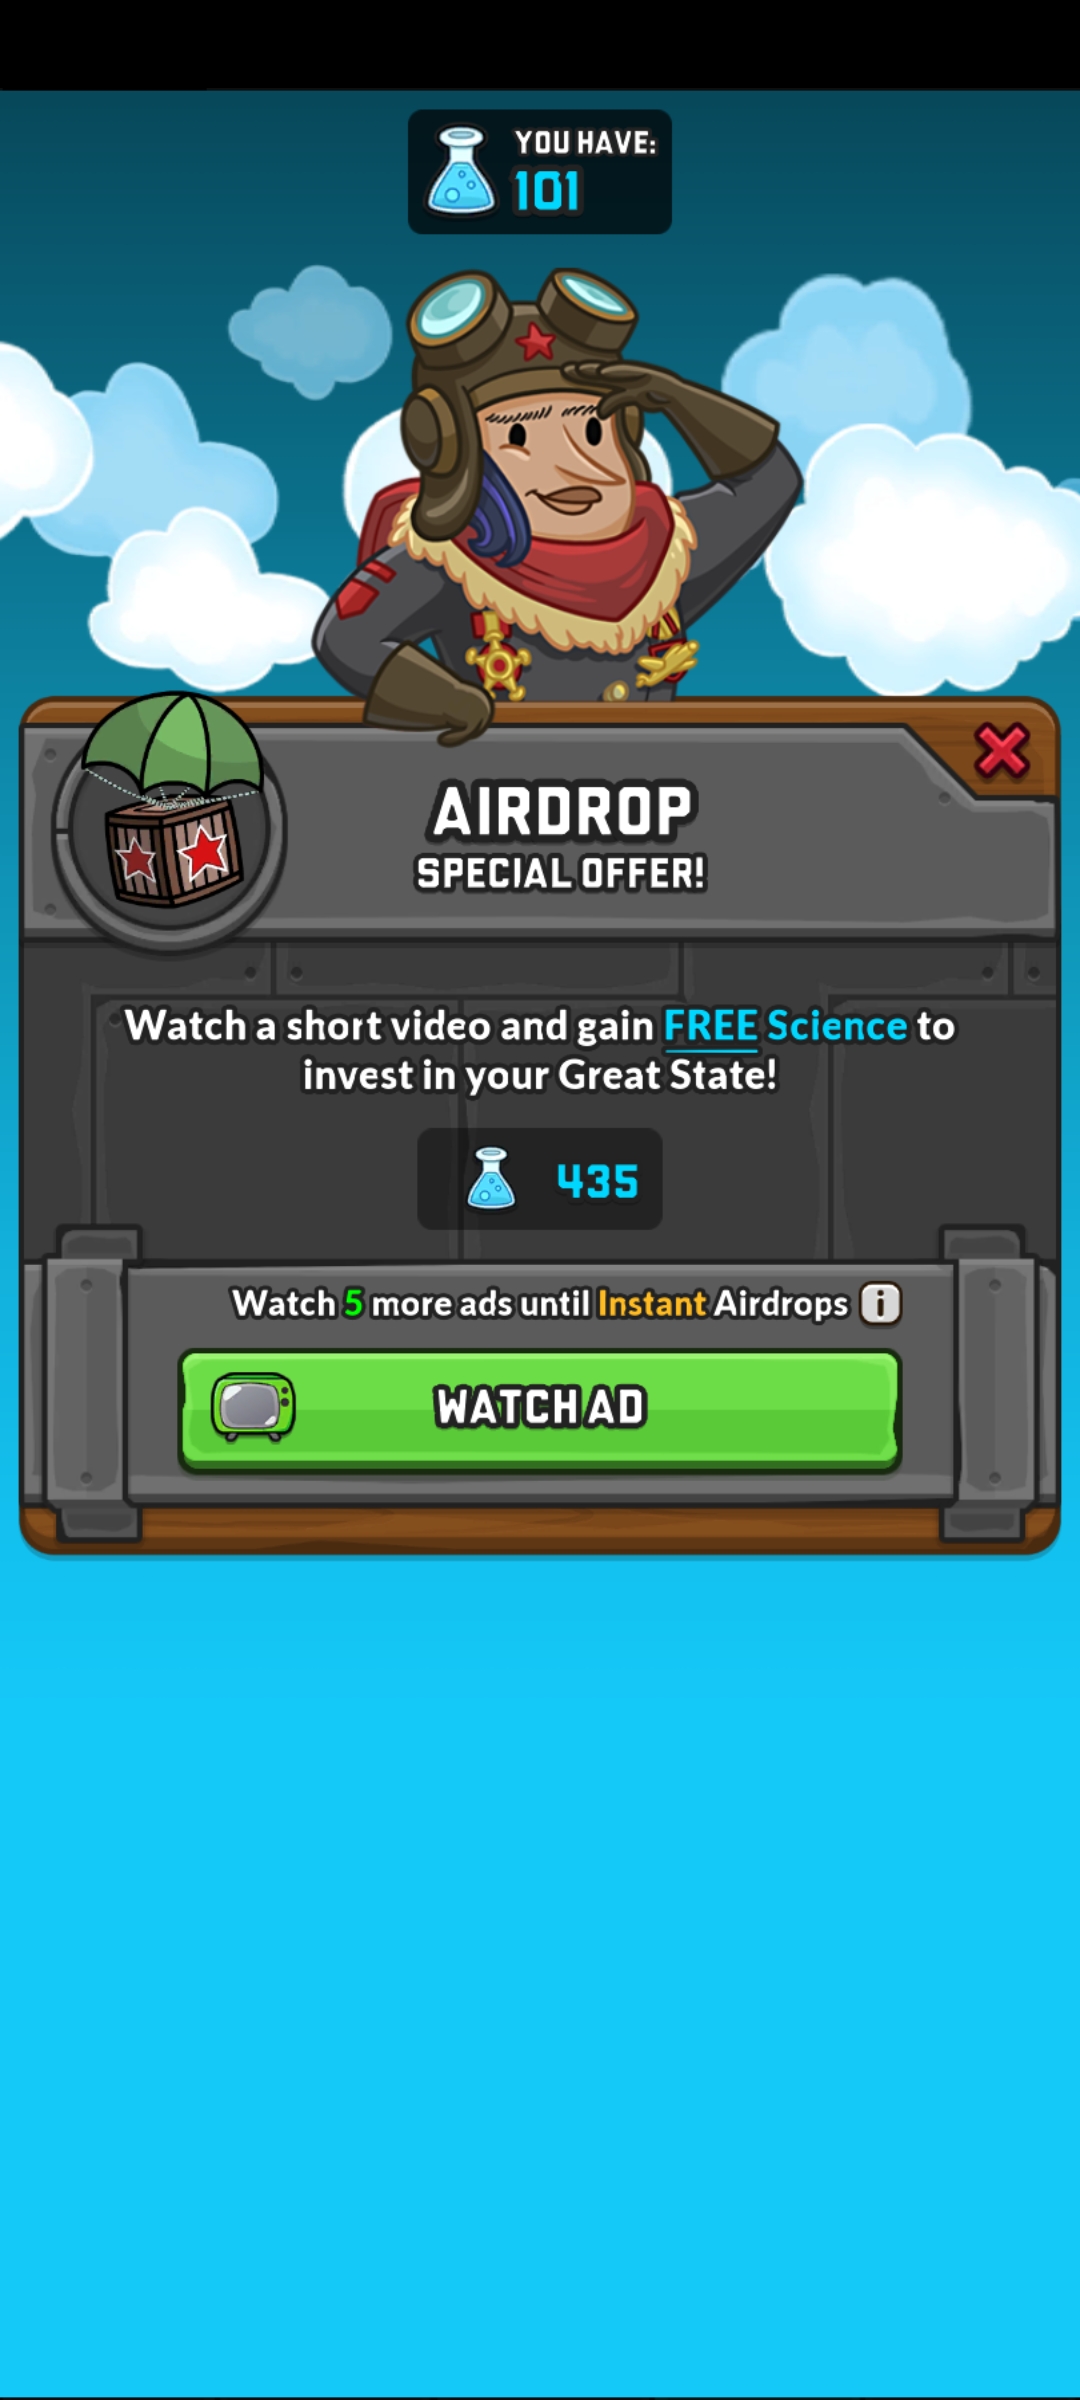 YOU HAVE:
101
AIRDROP
SPECIAL OFFER!
Watch a short video and gain FREE Science to
invest in your Great State!
435
Watch 5 more ads until Instant Airdrops i
WATCH AD